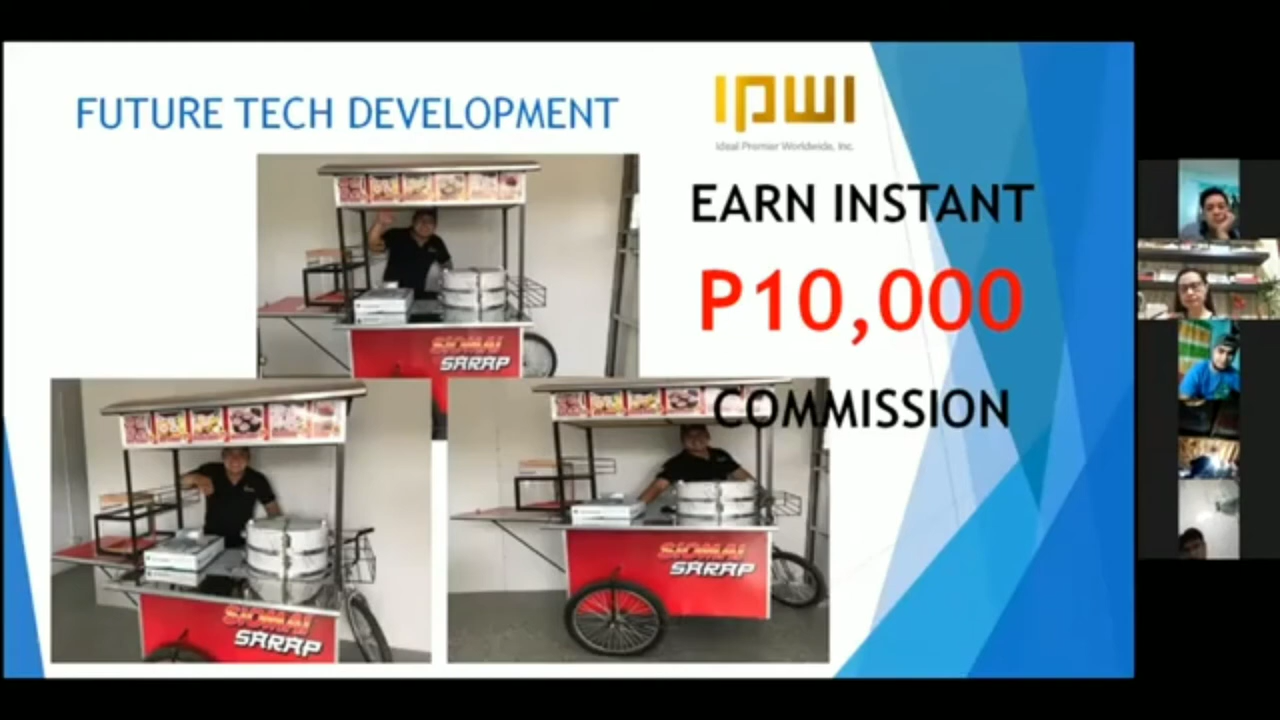 FUTURE TECH DEVELOPMENT
IPWI
Ideal Premier Worldwide, Inc.
EARN INSTANT
P10,000
COMMISSION
SIOMAI
SARAP
SIOMAI
SARAP
SIOMAI
SARAP